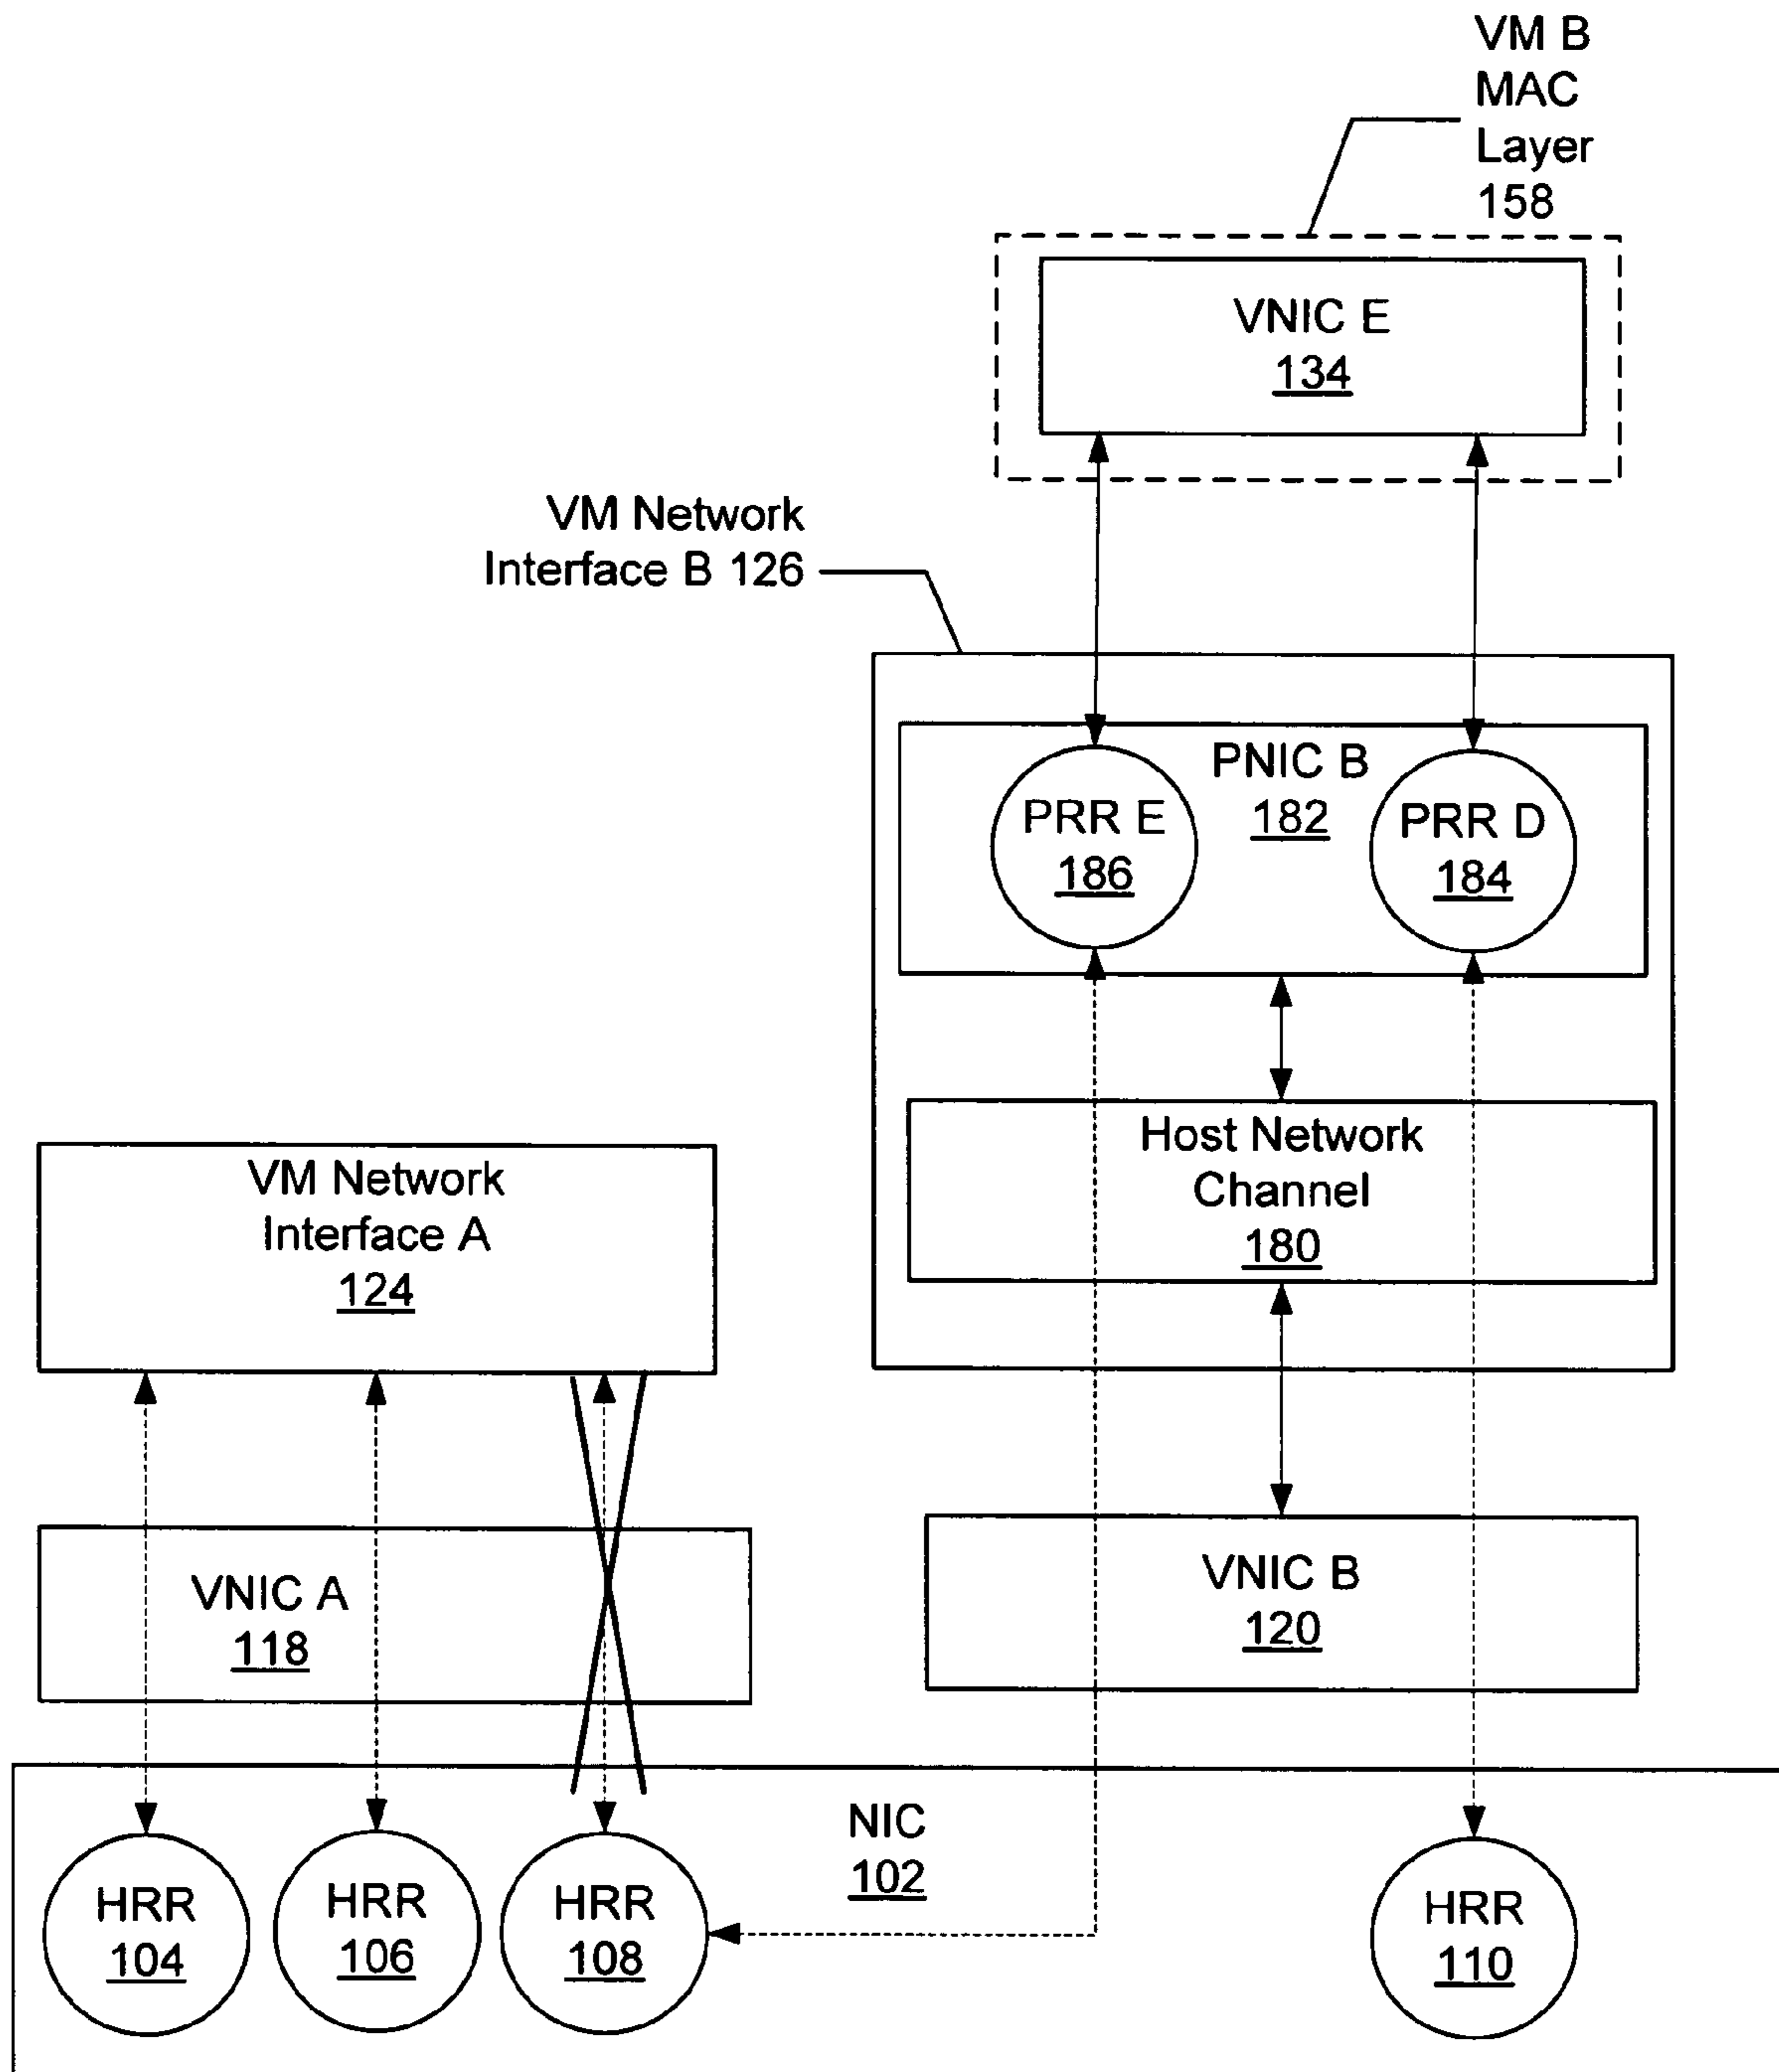 VM B
MAC
Layer
158
VNIC E
134
VM Network
Interface B 126
PNIC B
182
PRR E
186
PRR D
184
Host Network
Channel
180
VM Network
Interface A
124
VNIC A
118
VNIC B
120
NIC
102
HRR
104
HRR
106
HRR
108
HRR
110